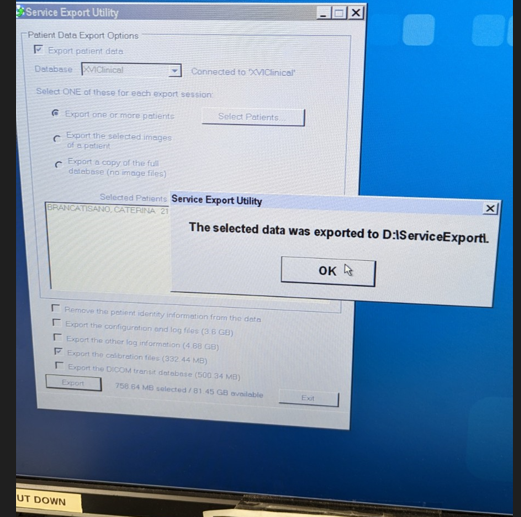 Service Export Utility
Patient Data Export Options
Export patient data
Database: XVIClinical
Connected to 'XVIClinical'
Select ONE of these for each export session:
Export one or more patients
Select Patients...
Export the selected images
of a patient
Export a copy of the full
database (no image files)
Selected Patients
BRANCATISANO, CATERINA 21
Service Export Utility
The selected data was exported to D:\ServiceExport\.
OK
Remove the patient identity information from the data
Export the configuration and log files (3.6 GB)
Export the other log information (4.68 GB)
Export the calibration files (332.44 MB)
Export the DICOM transit database (506.34 MB)
Export
756.64 MB selected / 61.45 GB available
Exit
UT DOWN